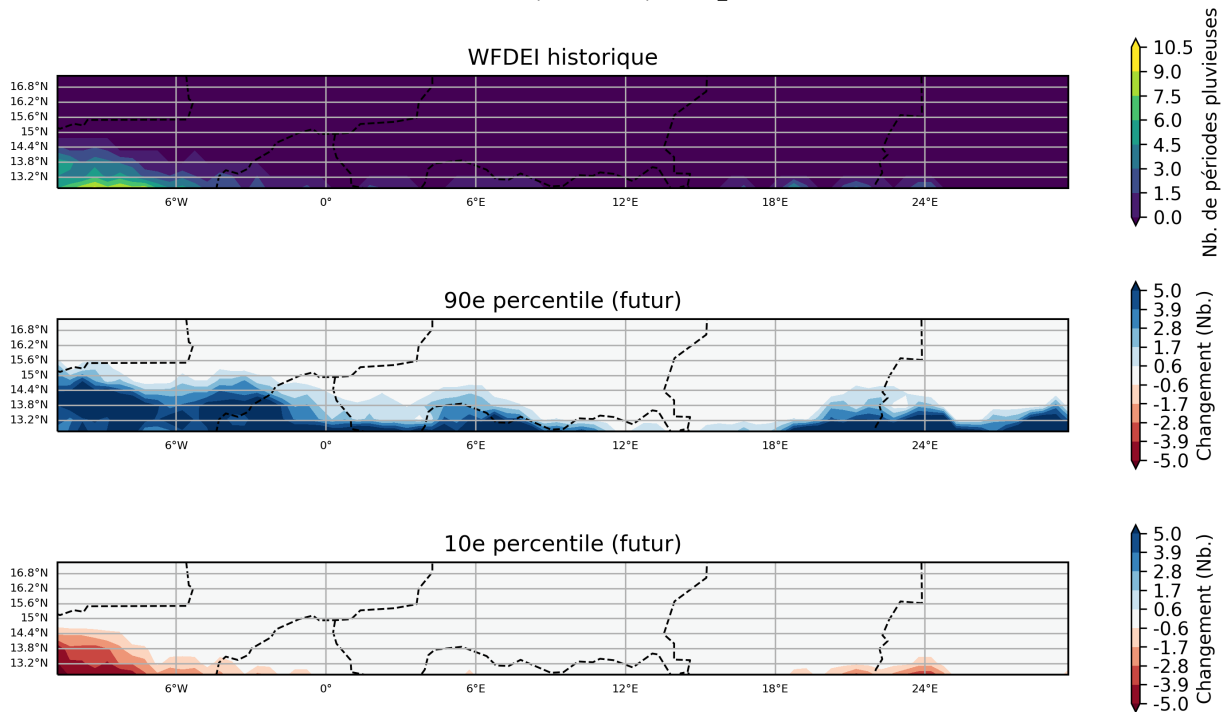 WFDEI historique
16.8°N
16.2°N
15.6°N
15°N
14.4°N
13.8°N
13.2°N
6°W 0° 6°E 12°E 18°E 24°E
10.5
9.0
7.5
6.0
4.5
3.0
1.5
0.0
Nb. de périodes pluvieuses
90e percentile (futur)
16.8°N
16.2°N
15.6°N
15°N
14.4°N
13.8°N
13.2°N
6°W 0° 6°E 12°E 18°E 24°E
5.0
3.9
2.8
1.7
0.6
-0.6
-1.7
-2.8
-3.9
-5.0
Changement (Nb.)
10e percentile (futur)
16.8°N
16.2°N
15.6°N
15°N
14.4°N
13.8°N
13.2°N
6°W 0° 6°E 12°E 18°E 24°E
5.0
3.9
2.8
1.7
0.6
-0.6
-1.7
-2.8
-3.9
-5.0
Changement (Nb.)